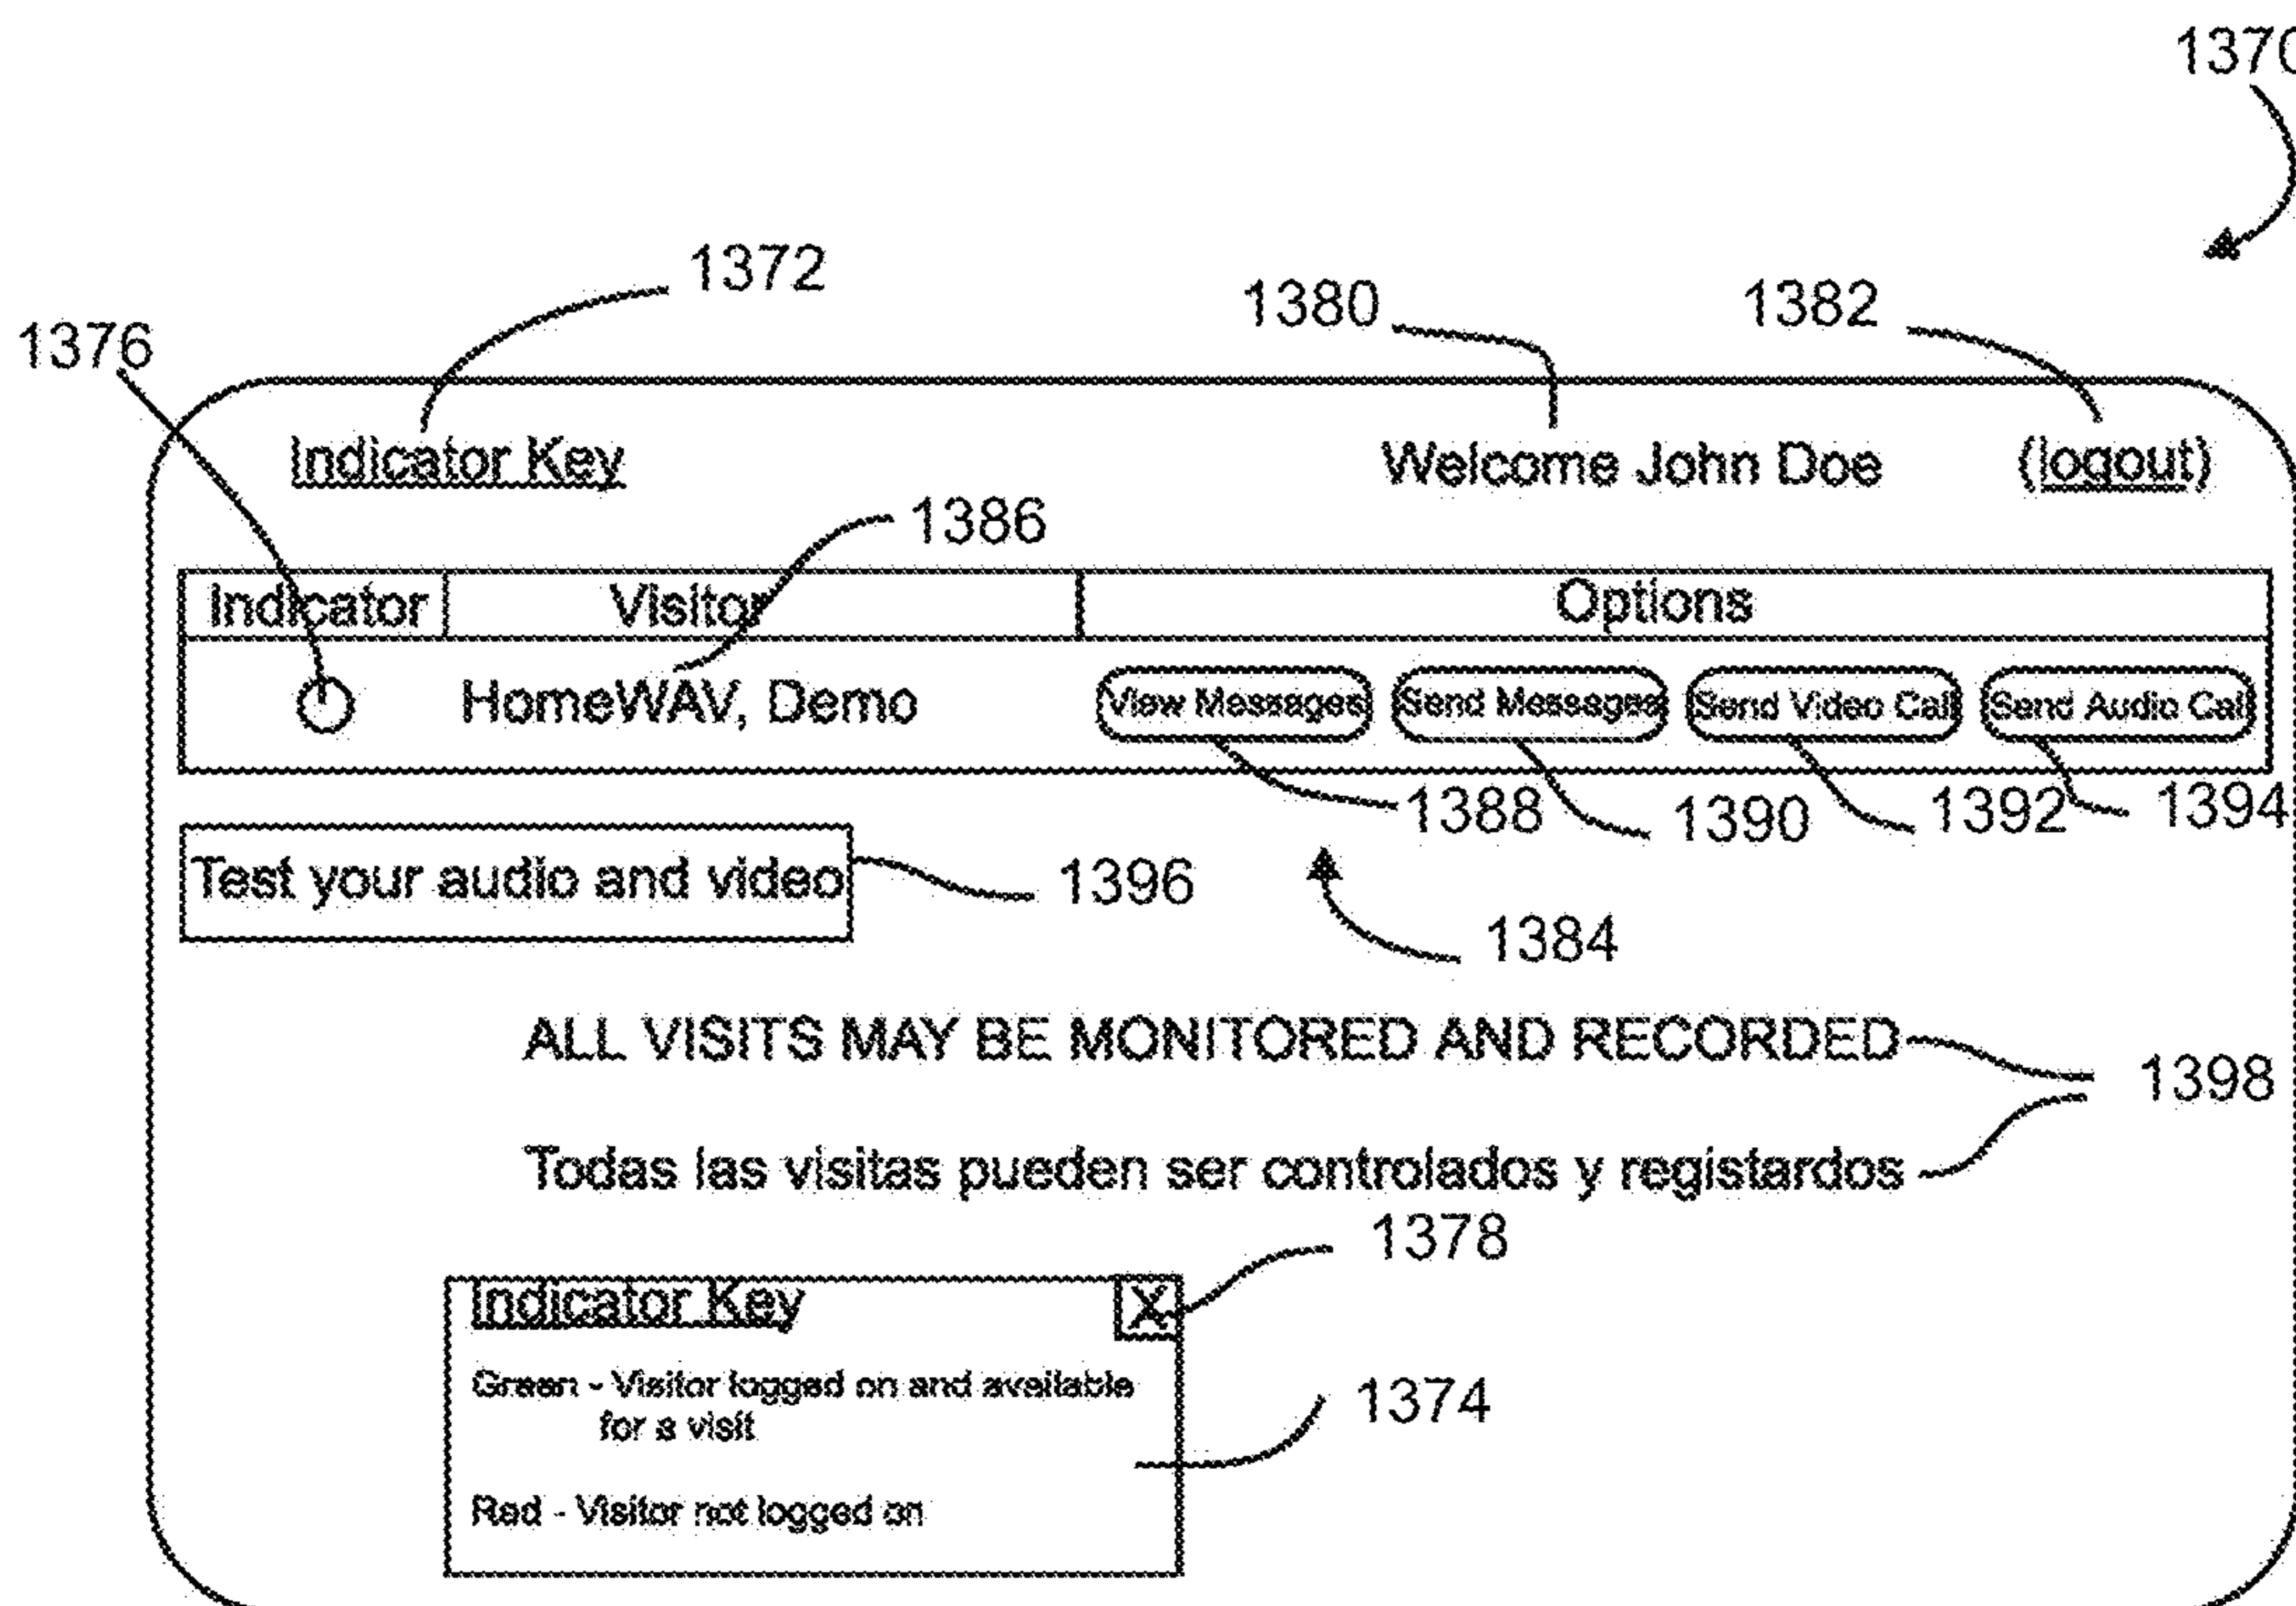 1370
1372
1380
1382
1376
Indicator Key
Welcome John Doe
(logout)
1386
Indicator
Visitor
Options
HomeWAV, Demo
View Messages
Send Messages
Send Video Call
Send Audio Call
1388
1390
1392
1394
Test your audio and video
1396
1384
ALL VISITS MAY BE MONITORED AND RECORDED
1398
Todas las visitas pueden ser controlados y registardos
1378
Indicator Key
X
Green - Visitor logged on and available
for a visit
1374
Red - Visitor not logged on